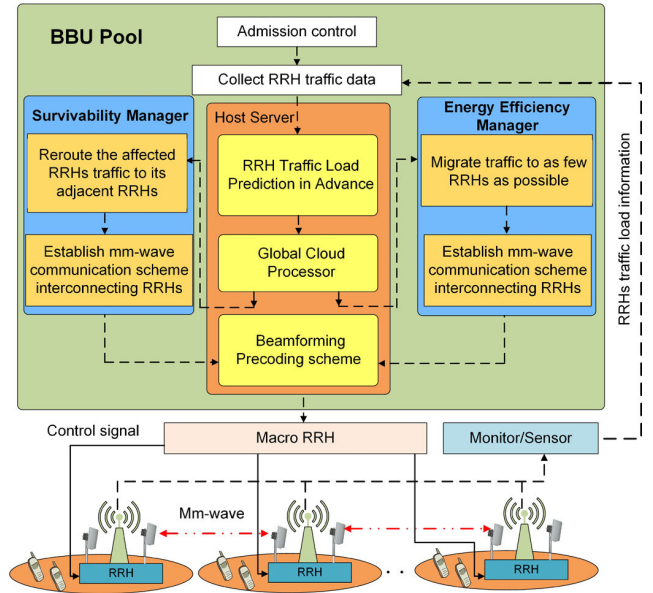 BBU Pool
Admission control
Collect RRH traffic data
Survivability Manager
Reroute the affected
RRHs traffic to its
adjacent RRHs
Establish mm-wave
communication scheme
interconnecting RRHs
Host Server
RRH Traffic Load
Prediction in Advance
Global Cloud
Processor
Beamforming
Precoding scheme
Energy Efficiency
Manager
Migrate traffic to as few
RRHs as possible
Establish mm-wave
communication scheme
interconnecting RRHs
RRHs traffic load information
Control signal
Macro RRH
Monitor/Sensor
Mm-wave
RRH
RRH
. .
RRH